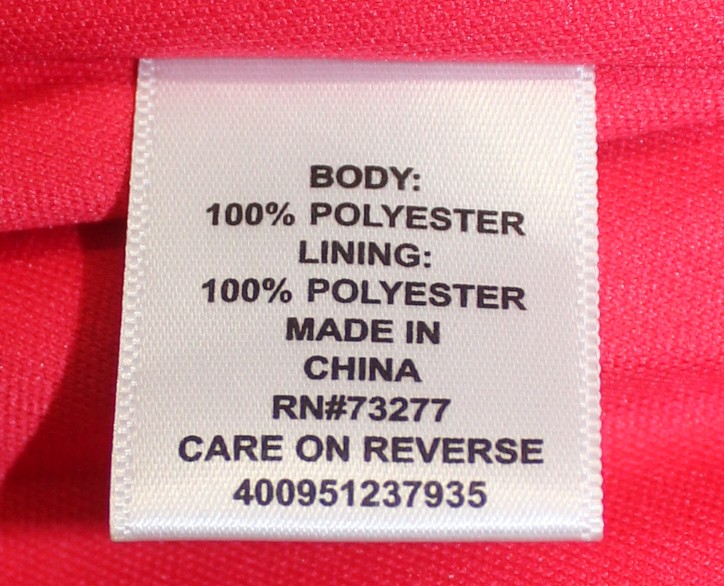 BODY:
100% POLYESTER
LINING:
100% POLYESTER
MADE IN
CHINA
RN#73277
CARE ON REVERSE
400951237935